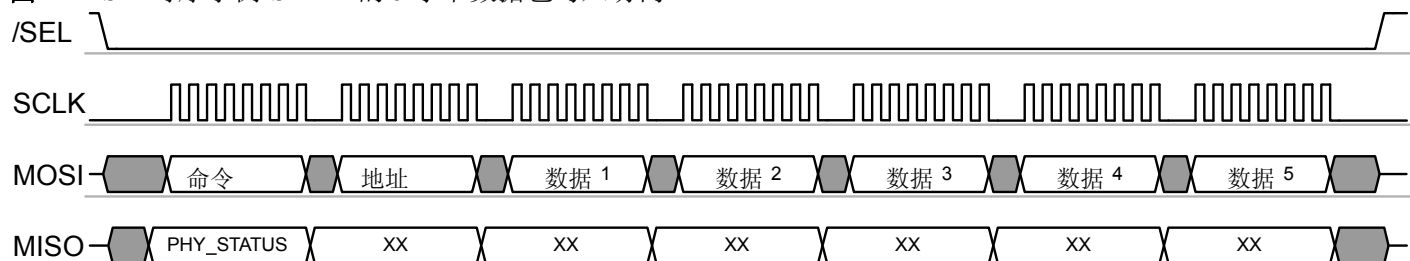 /SEL
SCLK
MOSI 命令 地址 数据 1 数据 2 数据 3 数据 4 数据 5
MISO PHY_STATUS XX XX XX XX XX XX